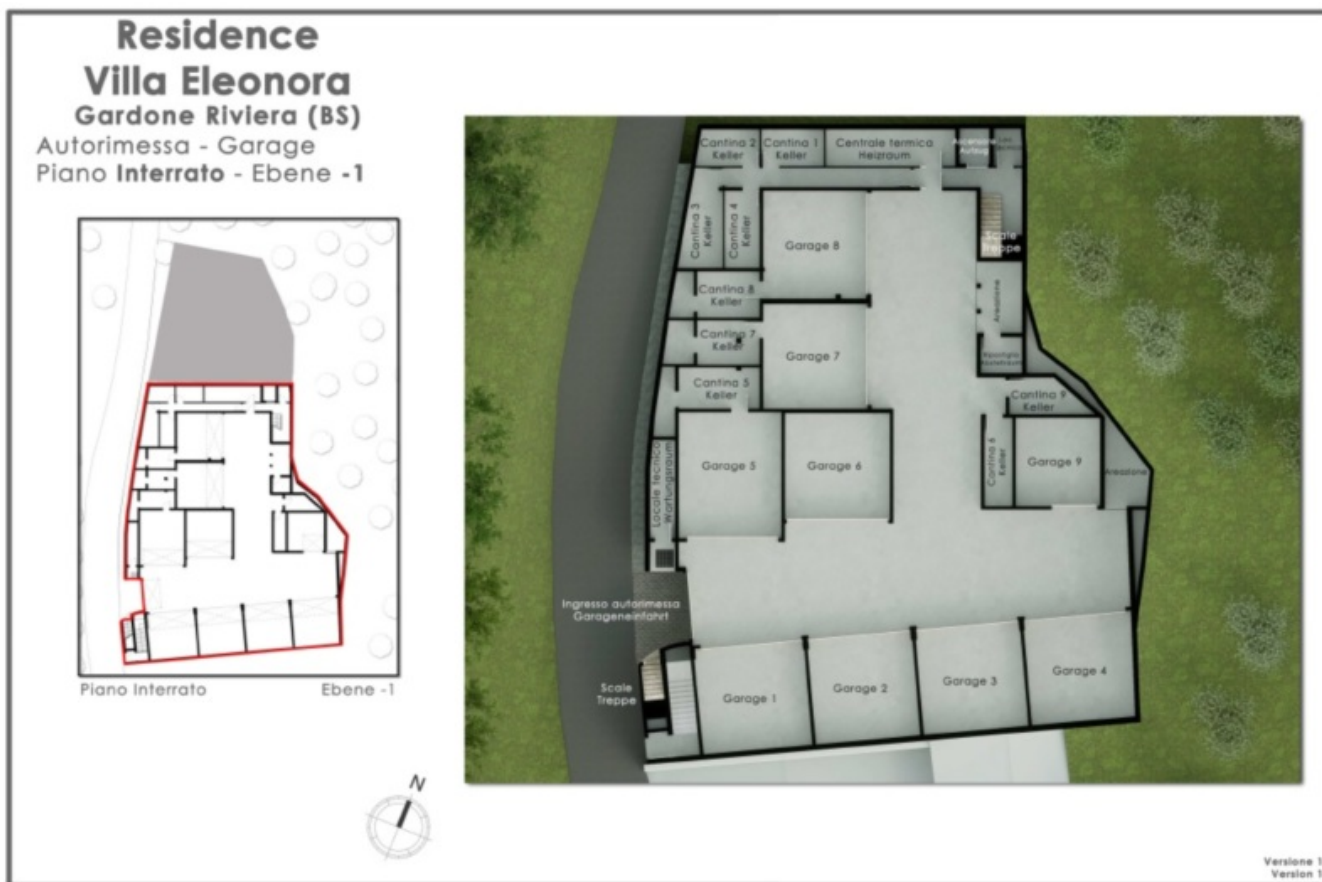 Residence
Villa Eleonora
Gardone Riviera (BS)
Autorimessa - Garage
Piano Interrato - Ebene -1
Piano Interrato
Ebene -1
N
Cantina 2
Keller
Cantina 1
Keller
Centrale termica
Heizraum
Cantina 3
Keller
Cantina 4
Keller
Garage 8
Scale
Treppe
Cantina 8
Keller
Areazione
Cantina 7
Keller
Garage 7
Cantina 5
Keller
Cantina 9
Keller
Locale tecnico
Wartungsraum
Garage 5
Garage 6
Cantina 6
Keller
Garage 9
Areazione
Ingresso autorimessa
Garageneinfahrt
Scale
Treppe
Garage 1
Garage 2
Garage 3
Garage 4
Versione 1
Version 1